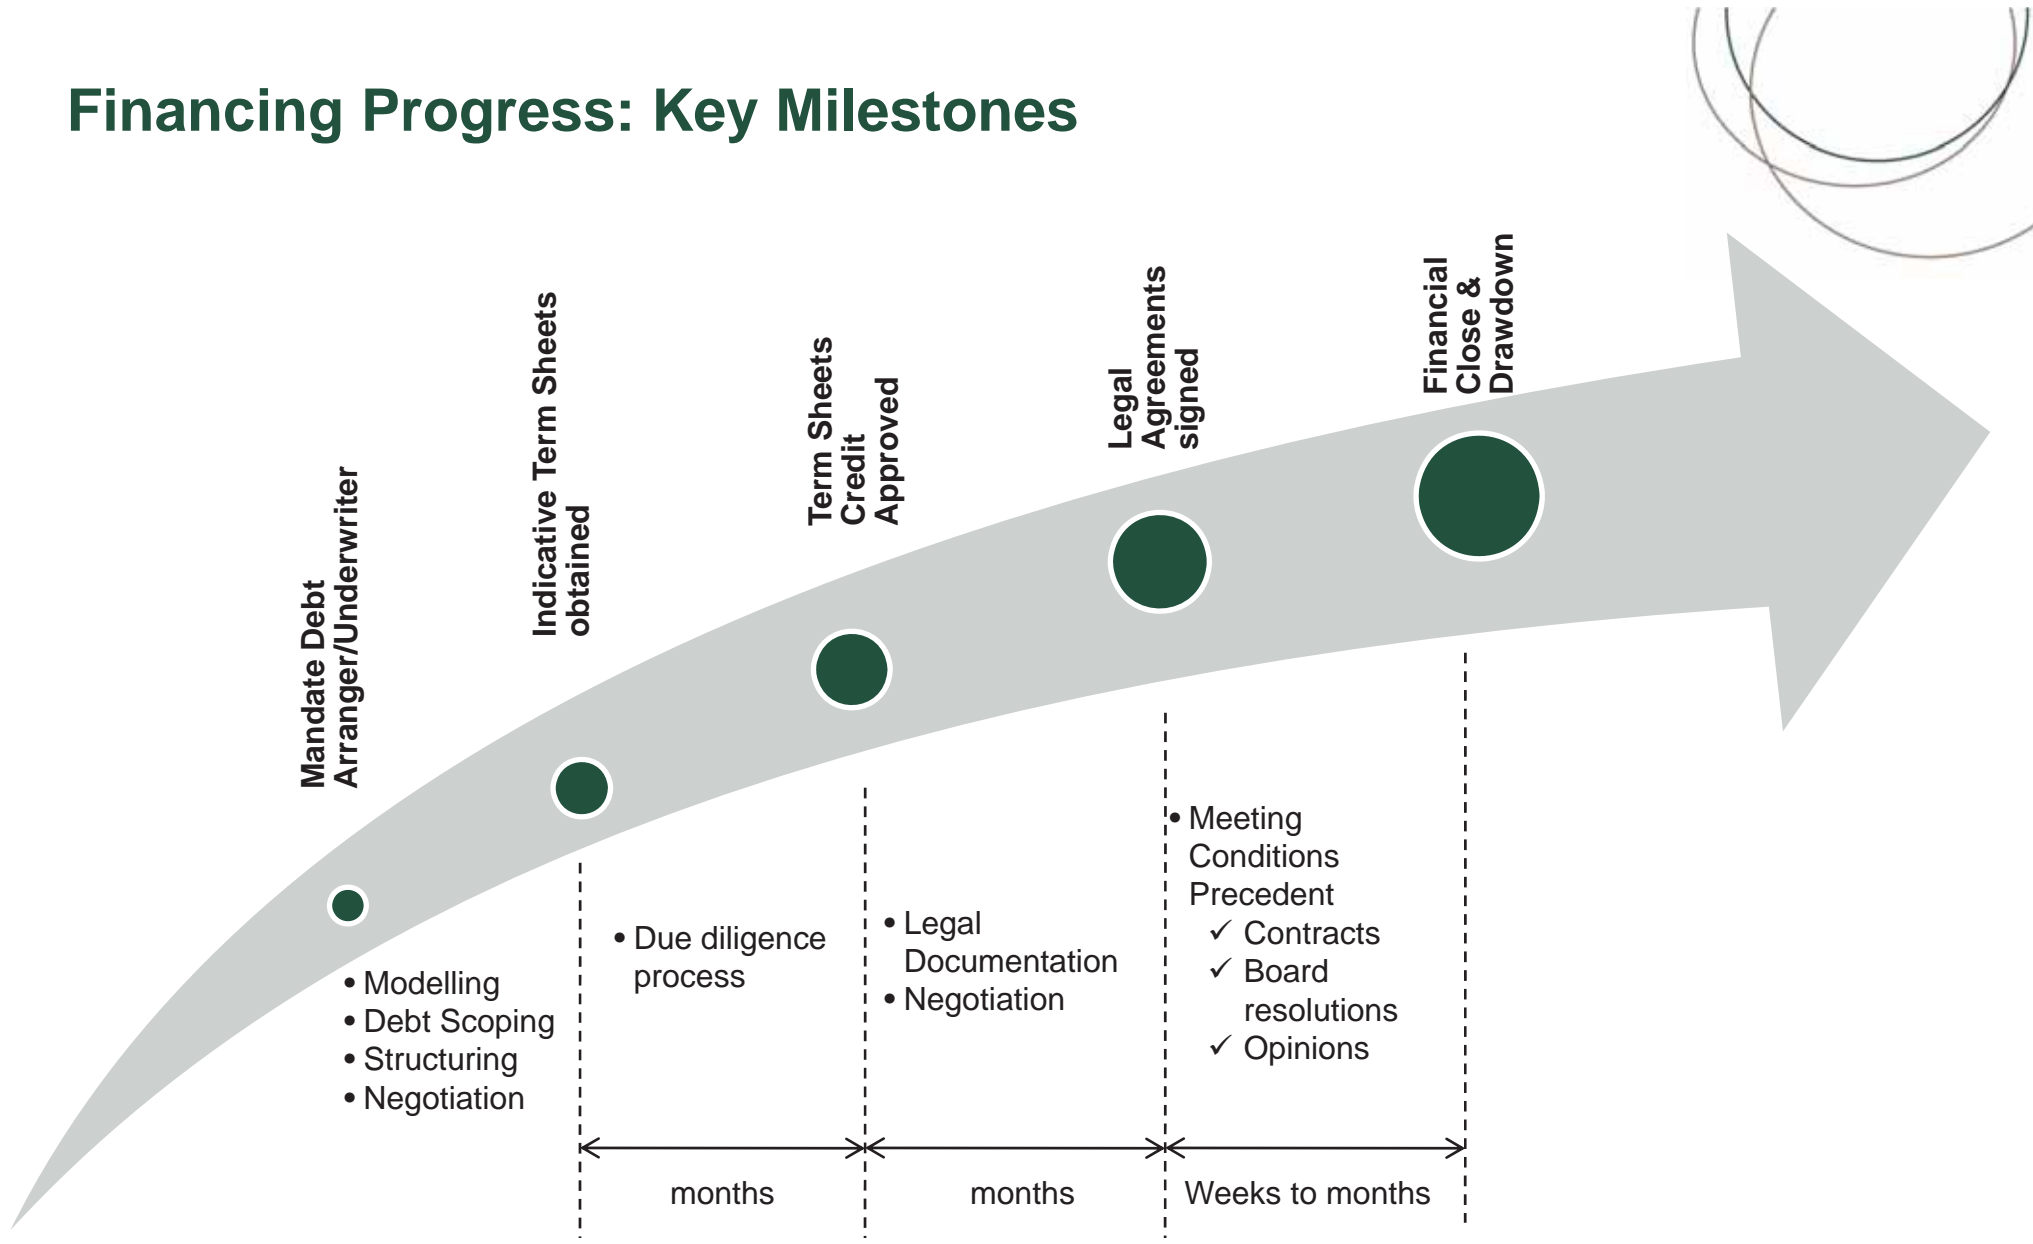 Financing Progress: Key Milestones
Mandate Debt
Arranger/Underwriter
Indicative Term Sheets
obtained
Term Sheets
Credit
Approved
Legal
Agreements
signed
Financial
Close &
Drawdown
• Modelling
• Debt Scoping
• Structuring
• Negotiation
• Due diligence
process
• Legal
Documentation
• Negotiation
• Meeting
Conditions
Precedent
✓ Contracts
✓ Board
resolutions
✓ Opinions
months
months
Weeks to months